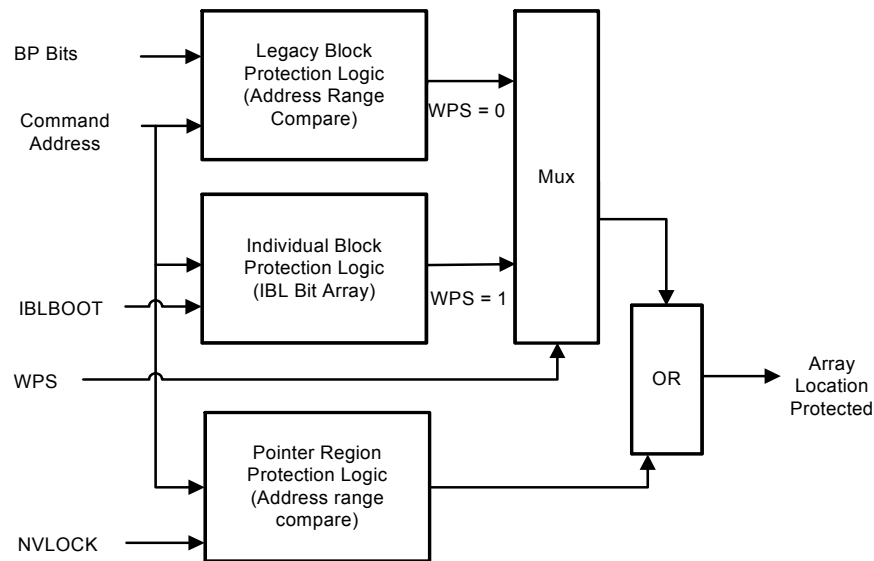 BP Bits
Command
Address
Legacy Block
Protection Logic
(Address Range
Compare)
WPS = 0
Mux
Individual Block
Protection Logic
(IBL Bit Array)
WPS = 1
IBLBOOT
WPS
OR
Array
Location
Protected
Pointer Region
Protection Logic
(Address range
compare)
NVLOCK